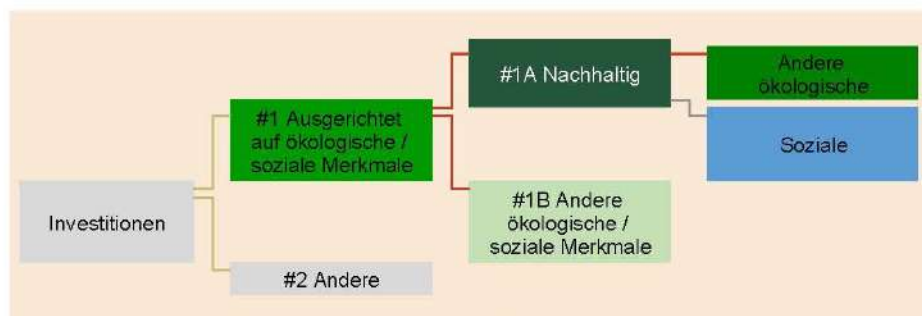 Investitionen
#1 Ausgerichtet
auf ökologische /
soziale Merkmale
#2 Andere
#1A Nachhaltig
#1B Andere
ökologische /
soziale Merkmale
Andere
ökologische
Soziale